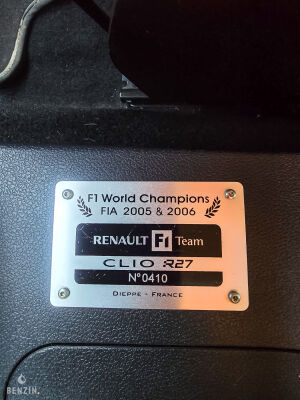 F1 World Champions
FIA 2005 & 2006
RENAULT F1 Team
CLIO R27
N°0410
DIEPPE - FRANCE
BENZIN.